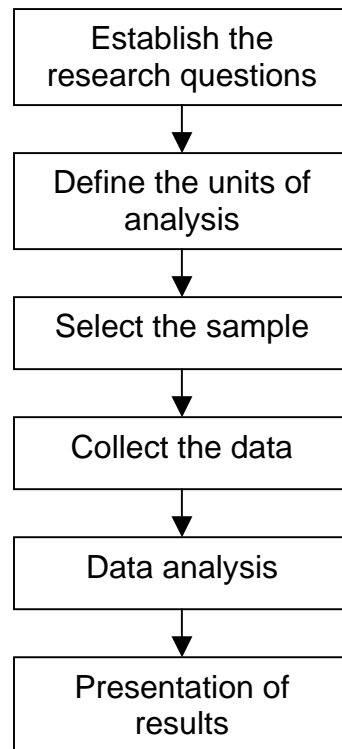 Establish the
research questions
Define the units of
analysis
Select the sample
Collect the data
Data analysis
Presentation of
results